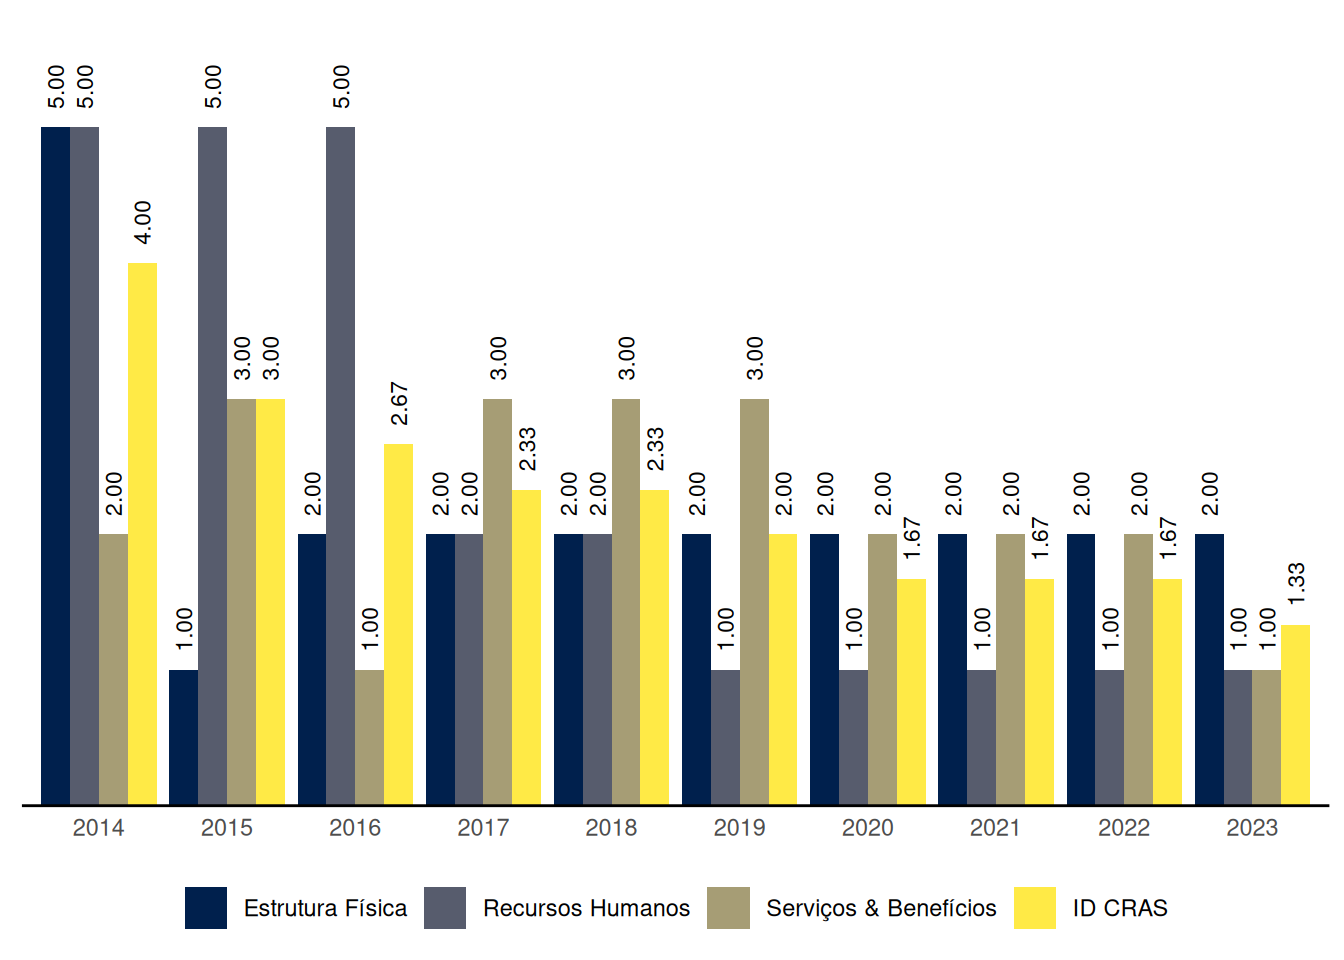 5.00 5.00 2.00 4.00
1.00 5.00 3.00 3.00
2.00 5.00 1.00 2.67
2.00 2.00 3.00 2.33
2.00 2.00 3.00 2.33
2.00 1.00 3.00 2.00
2.00 1.00 2.00 1.67
2.00 1.00 2.00 1.67
2.00 1.00 2.00 1.67
2.00 1.00 1.00 1.33
2014 2015 2016 2017 2018 2019 2020 2021 2022 2023
Estrutura Física Recursos Humanos Serviços & Benefícios ID CRAS